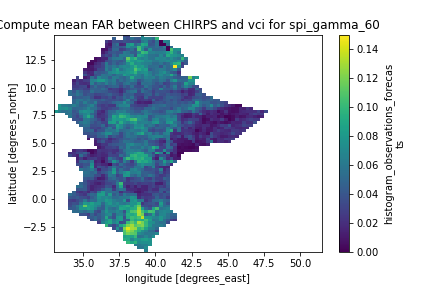 Compute mean FAR between CHIRPS and vci for spi_gamma_60
latitude [degrees_north]
12.5
10.0
7.5
5.0
2.5
0.0
−2.5
35.0 37.5 40.0 42.5 45.0 47.5 50.0
longitude [degrees_east]
0.14
0.12
0.10
0.08
0.06
0.04
0.02
0.00
histogram_observations_forecas
ts